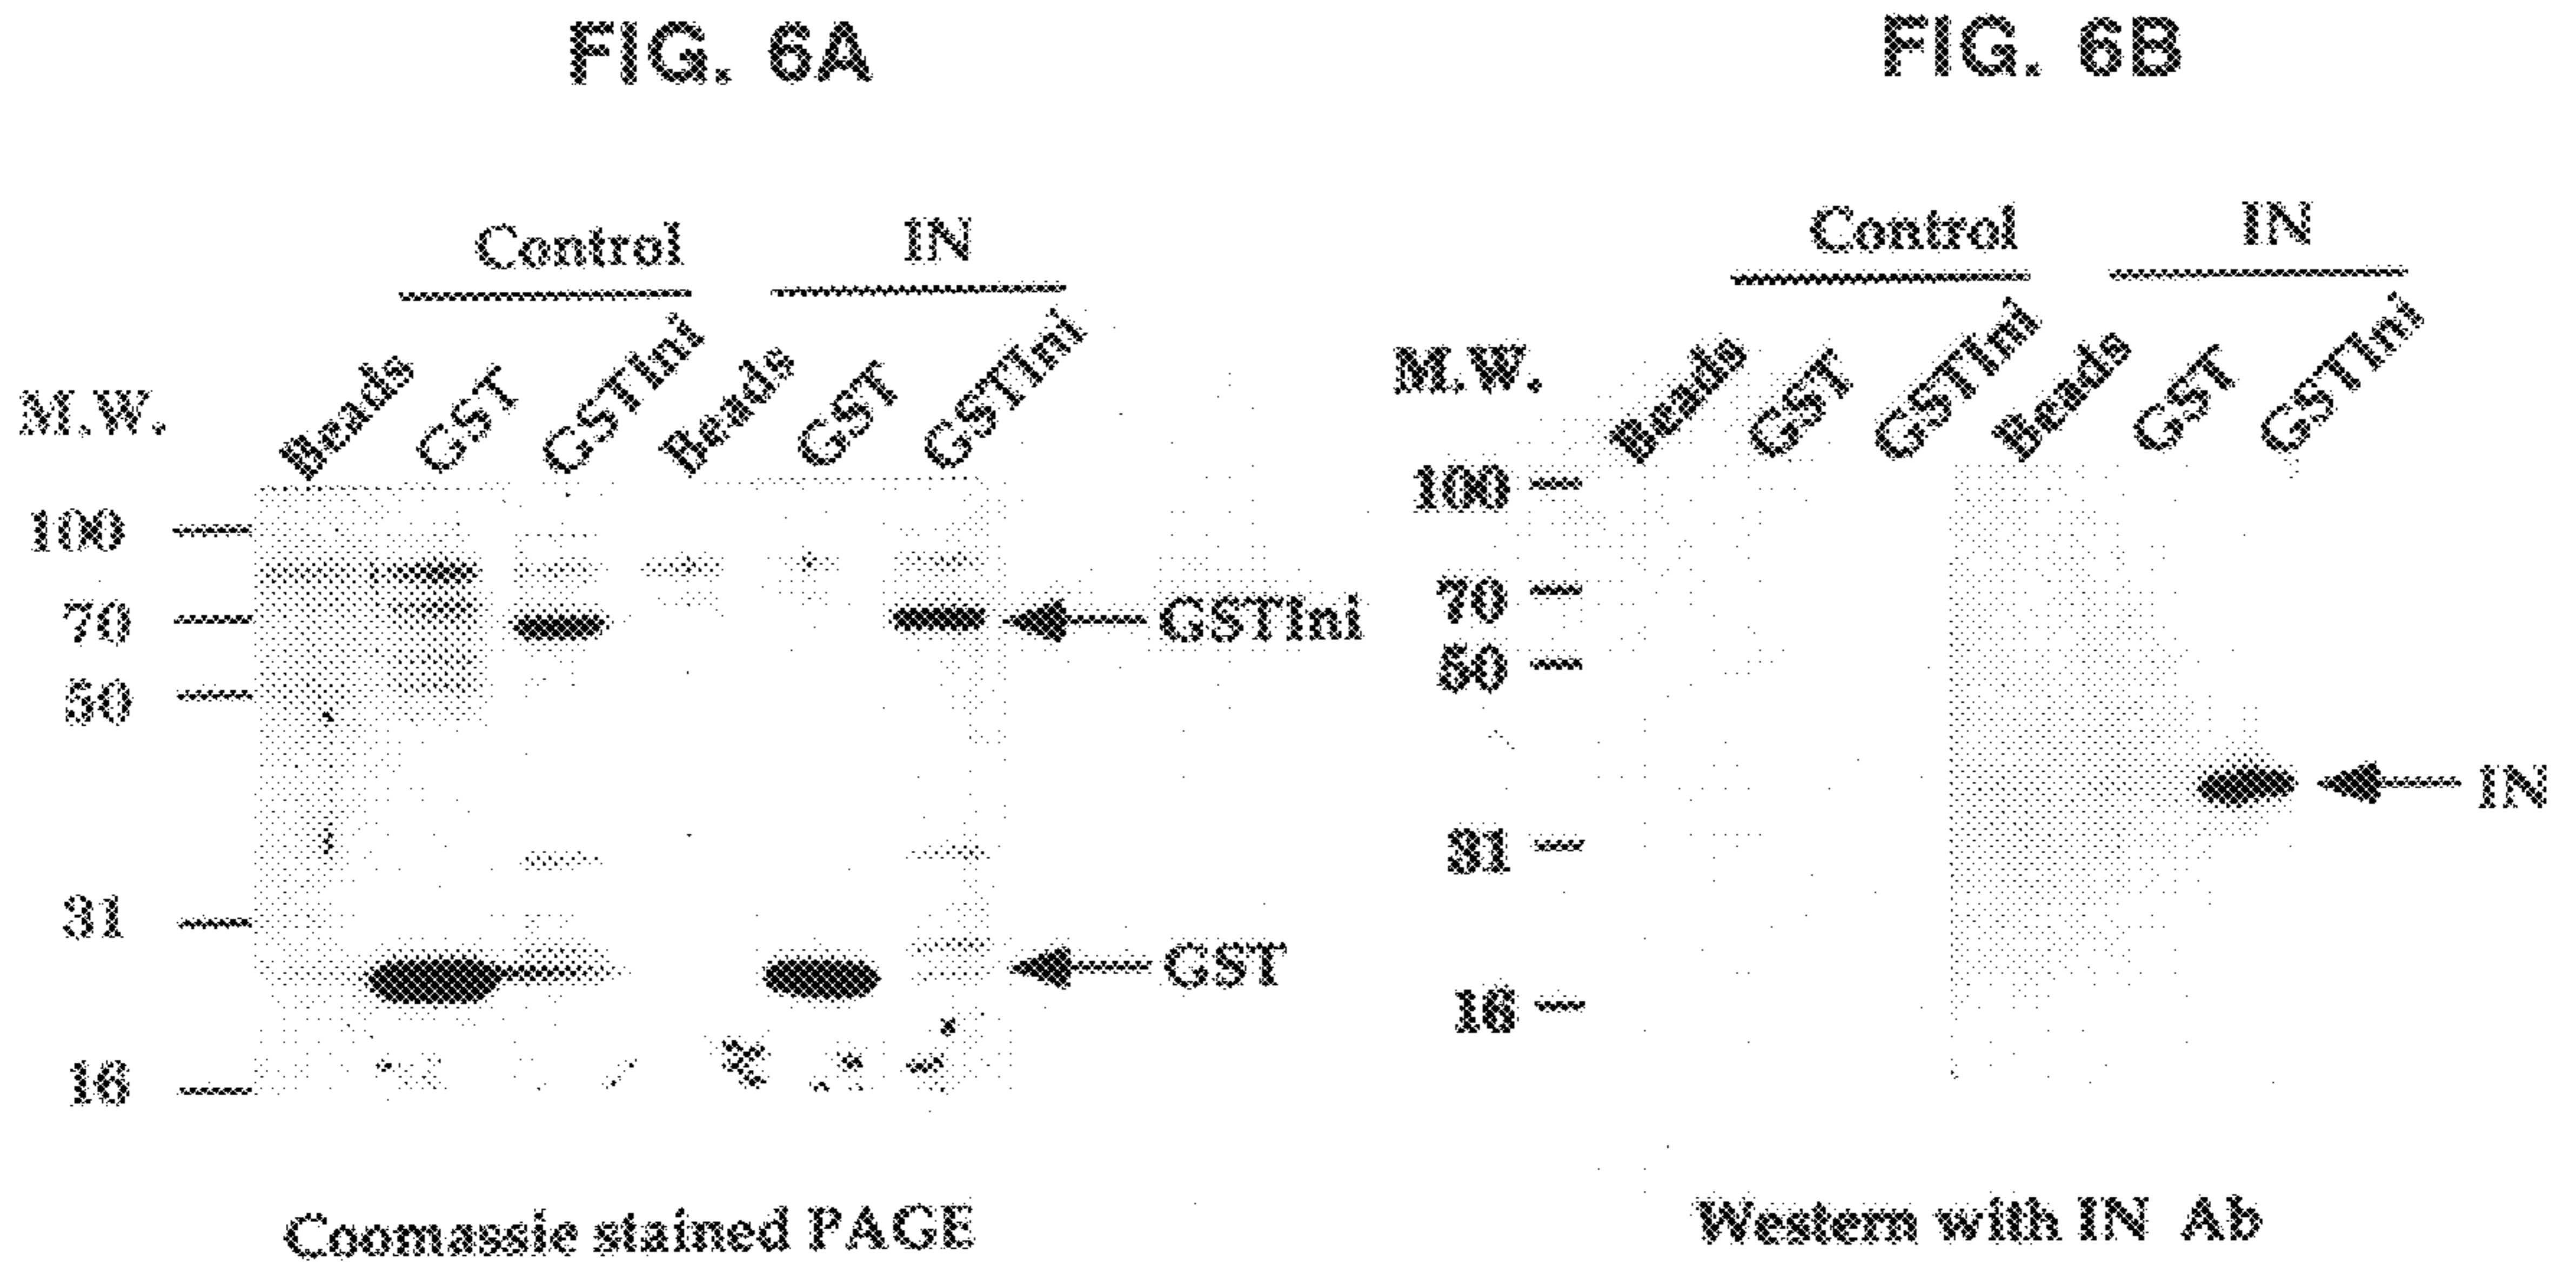 FIG. 6A
Control IN
M.W. Beads GST GSTIni Beads GST GSTIni
100
70
50
31
16
GSTIni
GST
Coomassie stained PAGE
FIG. 6B
Control IN
M.W. Beads GST GSTIni Beads GST GSTIni
100
70
50
31
16
IN
Western with IN Ab